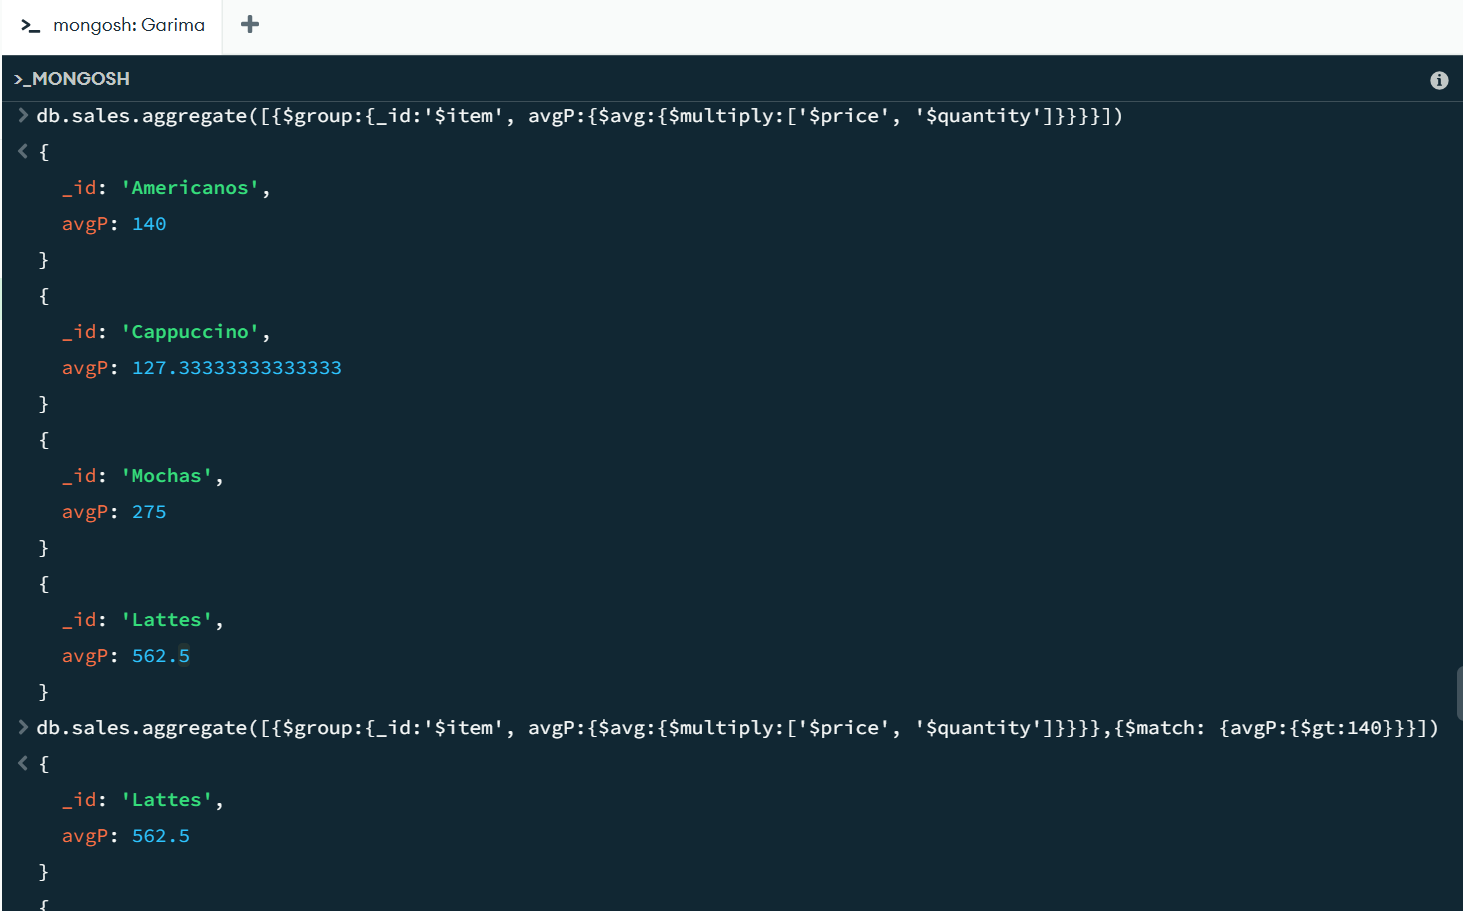 >_ mongosh: Garima +
>_MONGOSH
> db.sales.aggregate([{$group:{_id:'$item', avgP:{$avg:{$multiply:['$price', '$quantity']}}}}])
< {
_id: 'Americanos',
avgP: 140
}
{
_id: 'Cappuccino',
avgP: 127.33333333333333
}
{
_id: 'Mochas',
avgP: 275
}
{
_id: 'Lattes',
avgP: 562.5
}
> db.sales.aggregate([{$group:{_id:'$item', avgP:{$avg:{$multiply:['$price', '$quantity']}}}},{$match: {avgP:{$gt:140}}}])
< {
_id: 'Lattes',
avgP: 562.5
}
{